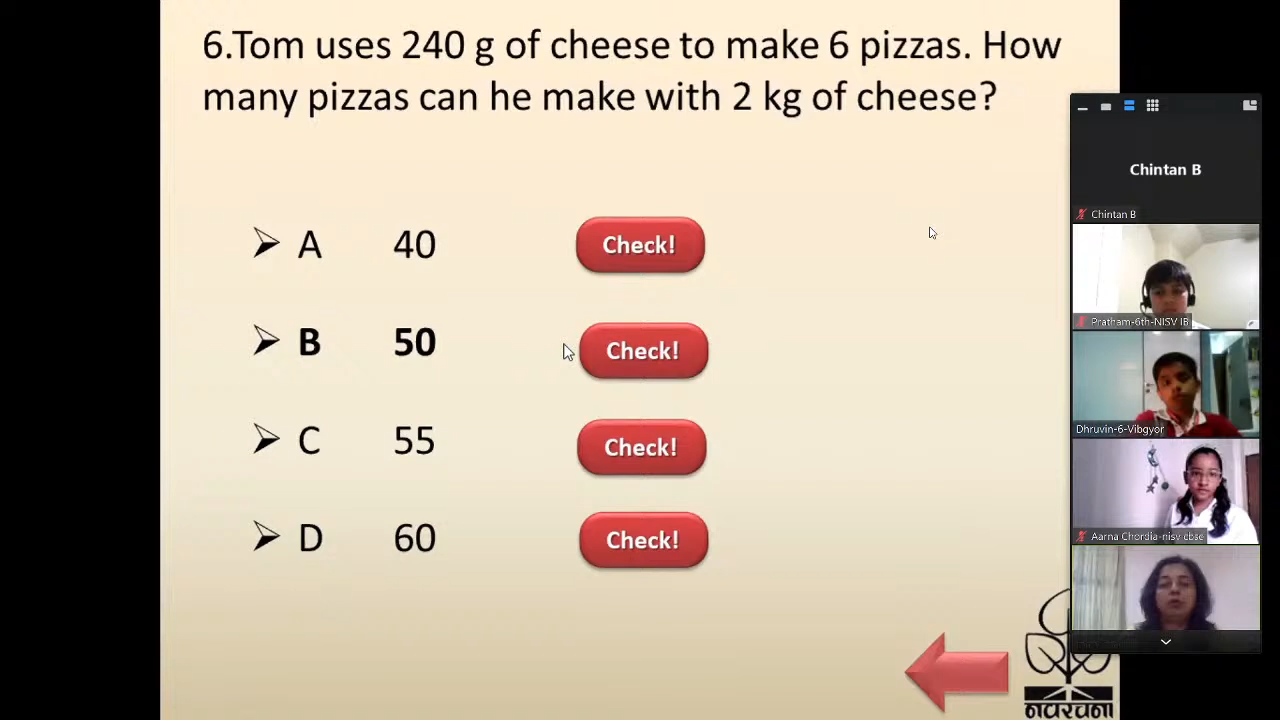 6.Tom uses 240 g of cheese to make 6 pizzas. How
many pizzas can he make with 2 kg of cheese?
A 40 Check!
B 50 Check!
C 55 Check!
D 60 Check!
Chintan B
Chintan B
Pratham-6th-NISV IB
Dhruvin-6-Vibgyor
Aarna Chordia-nisv cbse
नवरचना